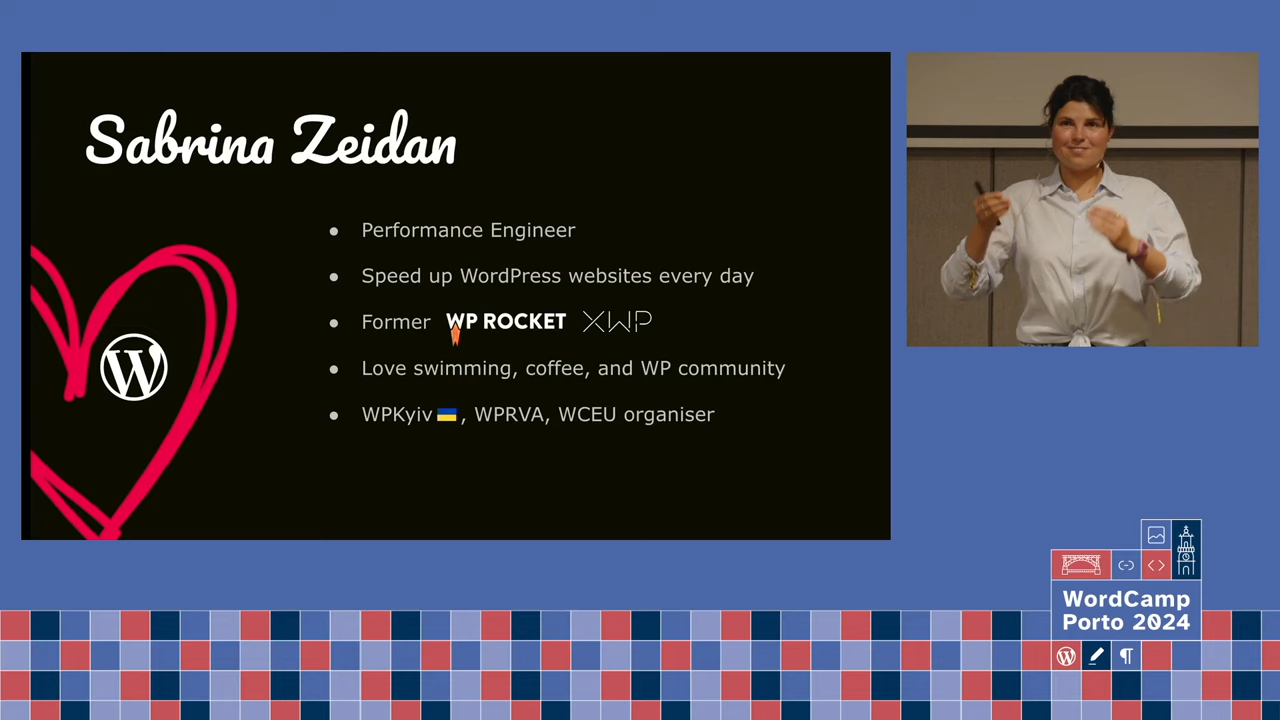 Sabrina Zeidan
Performance Engineer
Speed up WordPress websites every day
Former WP ROCKET XWP
Love swimming, coffee, and WP community
WPKyiv🇺🇦, WPRVA, WCEU organiser
WordCamp
Porto 2024